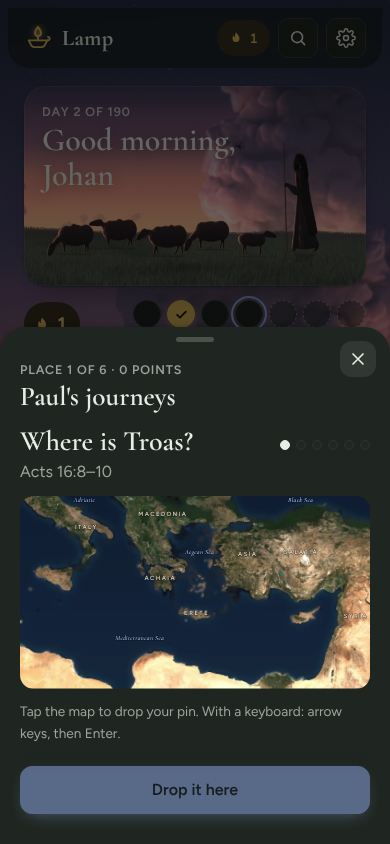 Lamp
1
DAY 2 OF 190
Good morning,
Johan
1
PLACE 1 OF 6 · 0 POINTS
Paul's journeys
Where is Troas?
Acts 16:8–10
Adriatic
Black Sea
MACEDONIA
ITALY
Aegean Sea
ASIA
GALATIA
ACHAIA
CRETE
SYRIA
Mediterranean Sea
Tap the map to drop your pin. With a keyboard: arrow
keys, then Enter.
Drop it here